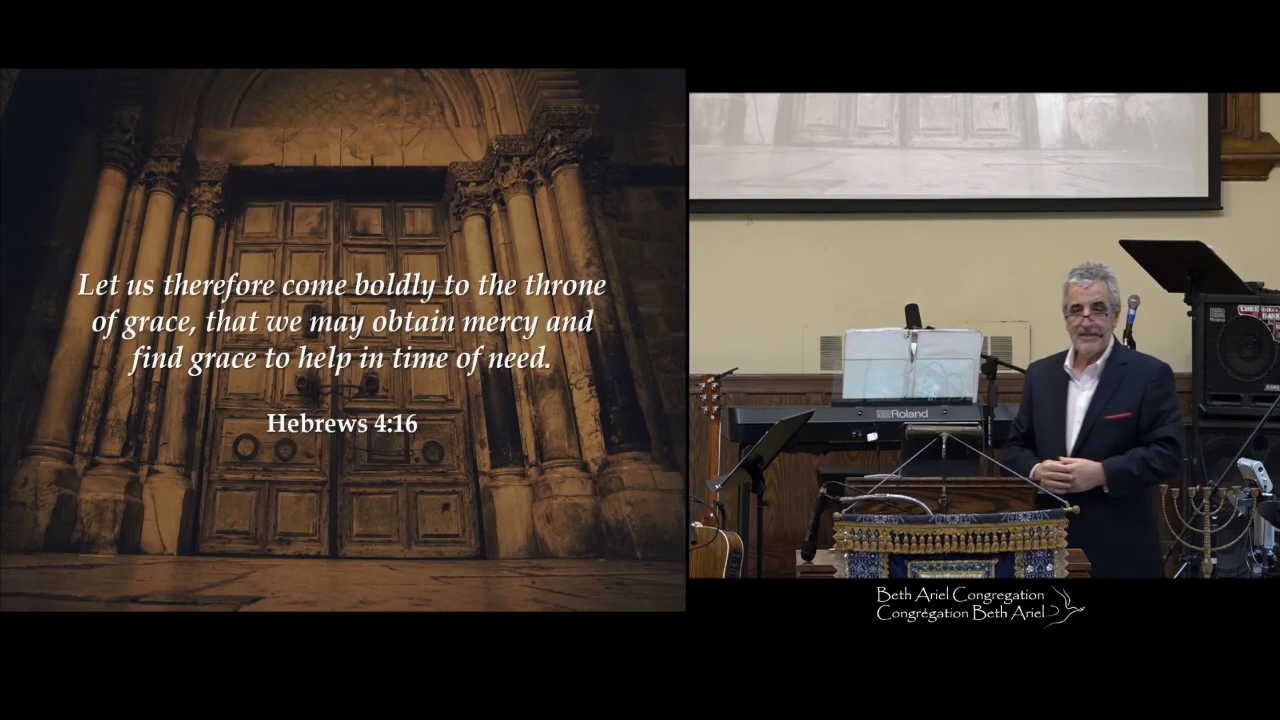 Let us therefore come boldly to the throne
of grace, that we may obtain mercy and
find grace to help in time of need.
Hebrews 4:16
Roland
Beth Ariel Congregation
Congrégation Beth Ariel